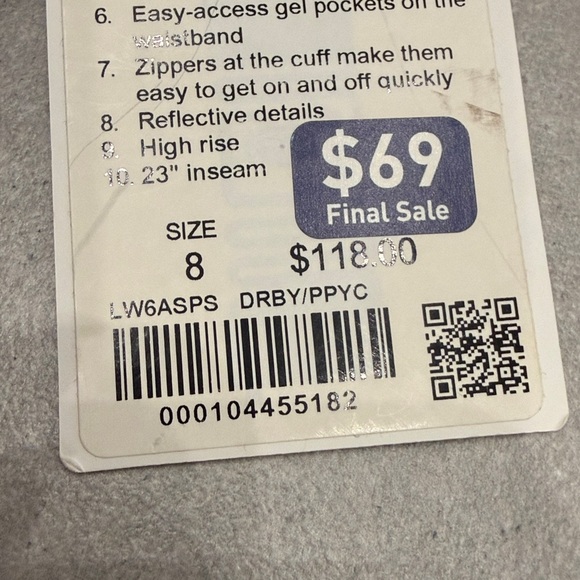 6. Easy-access gel pockets on the
waistband
7. Zippers at the cuff make them
easy to get on and off quickly
8. Reflective details
9. High rise
10. 23" inseam
$69
Final Sale
SIZE
8
$118.00
LW6ASPS DRBY/PPYC
000104455182